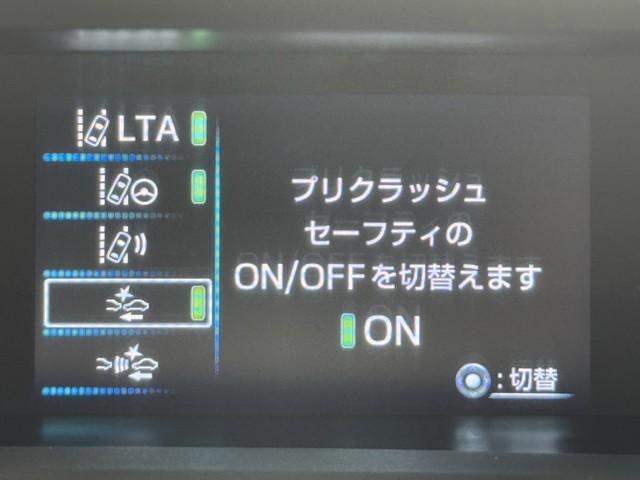 LTA
プリクラッシュ
セーフティの
ON/OFFを切替えます
ON
:切替